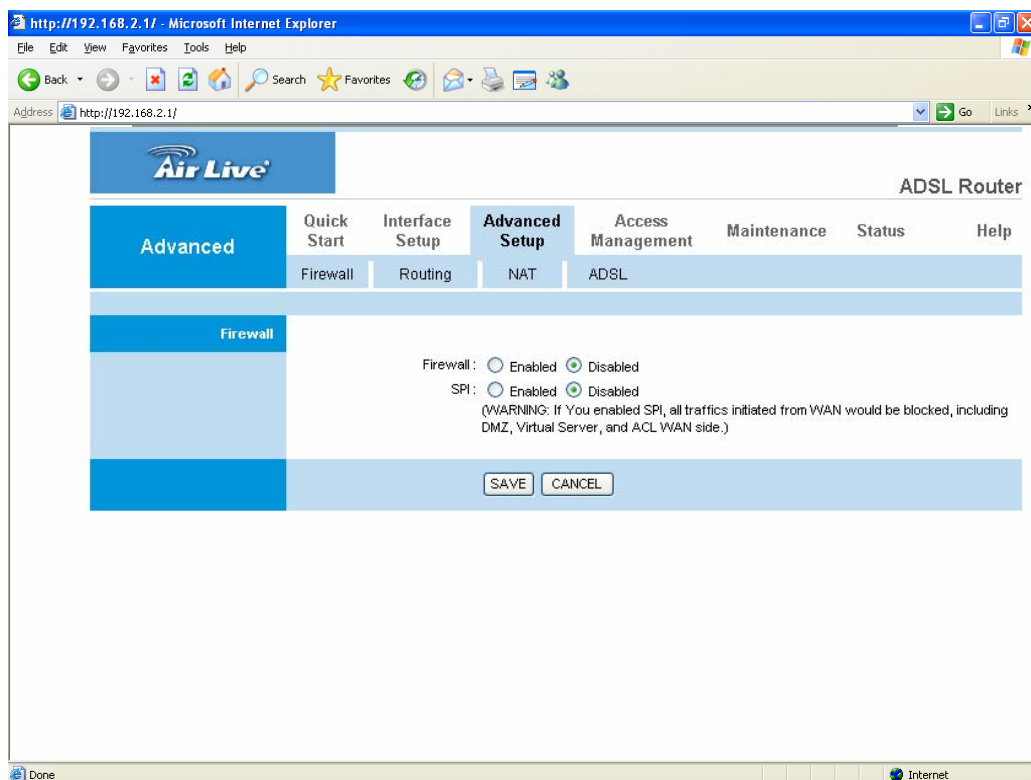 http://192.168.2.1/ - Microsoft Internet Explorer
File Edit View Favorites Tools Help
Back Search Favorites
Address http://192.168.2.1/ Go Links
Air Live
ADSL Router
Advanced
Quick Start Interface Setup Advanced Setup Access Management Maintenance Status Help
Firewall Routing NAT ADSL
Firewall
Firewall : Enabled Disabled
SPI : Enabled Disabled
(WARNING: If You enabled SPI, all traffics initiated from WAN would be blocked, including
DMZ, Virtual Server, and ACL WAN side.)
SAVE CANCEL
Done Internet